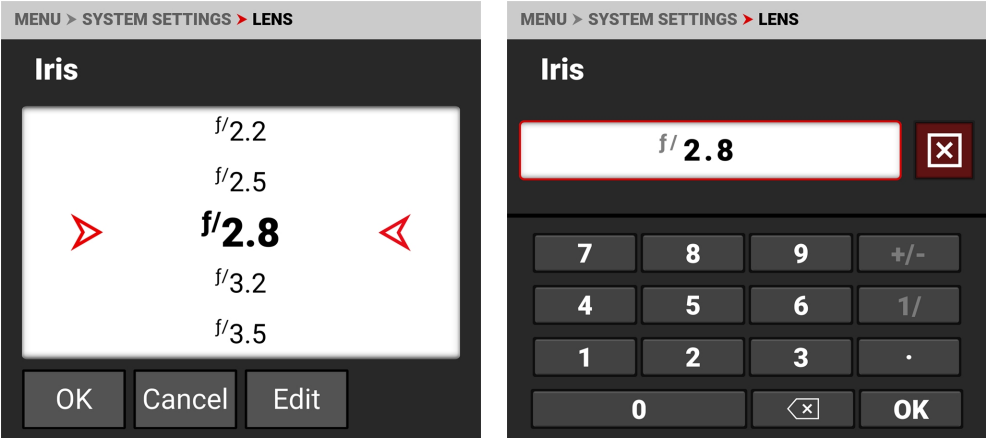 MENU > SYSTEM SETTINGS > LENS
Iris
ƒ/2.2
ƒ/2.5
ƒ/2.8
ƒ/3.2
ƒ/3.5
OK Cancel Edit
MENU > SYSTEM SETTINGS > LENS
Iris
ƒ/2.8
7 8 9 +/-
4 5 6 1/
1 2 3 ·
0 OK